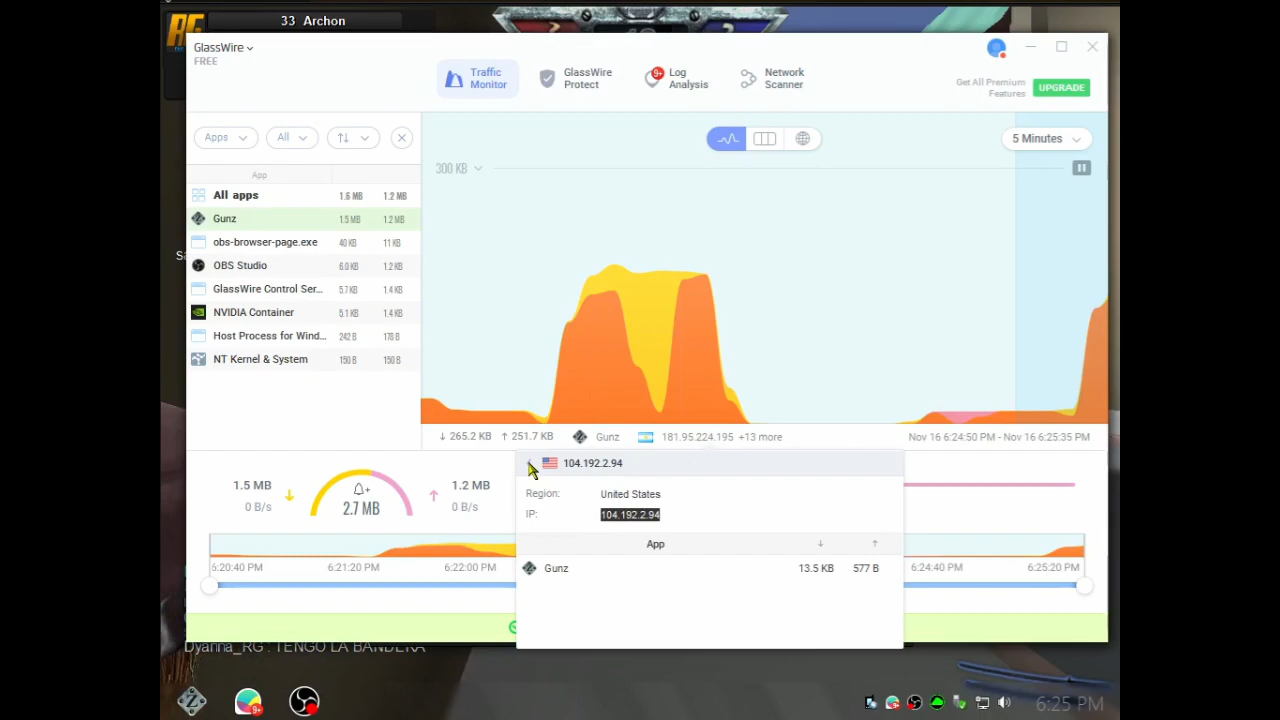 33 Archon
GlassWire
FREE
Traffic Monitor
GlassWire Protect
9+
Log Analysis
Network Scanner
Get All Premium Features
UPGRADE
Apps
All
5 Minutes
300 KB
App
All apps 1.6 MB 1.2 MB
Gunz 1.5 MB 1.2 MB
obs-browser-page.exe 40 KB 11 KB
OBS Studio 6.0 KB 1.2 KB
GlassWire Control Ser... 5.7 KB 1.4 KB
NVIDIA Container 5.1 KB 1.4 KB
Host Process for Wind... 242 B 178 B
NT Kernel & System 150 B 150 B
↓ 265.2 KB ↑ 251.7 KB Gunz 181.95.224.195 +13 more Nov 16 6:24:50 PM - Nov 16 6:25:35 PM
104.192.2.94
Region: United States
IP: 104.192.2.94
App ↓ ↑
Gunz 13.5 KB 577 B
1.5 MB
0 B/s
2.7 MB
1.2 MB
0 B/s
6:20:40 PM 6:21:20 PM 6:22:00 PM 6:24:40 PM 6:25:20 PM
Dyanna_RG : TENGO LA BANDERA
9+
6:25 PM